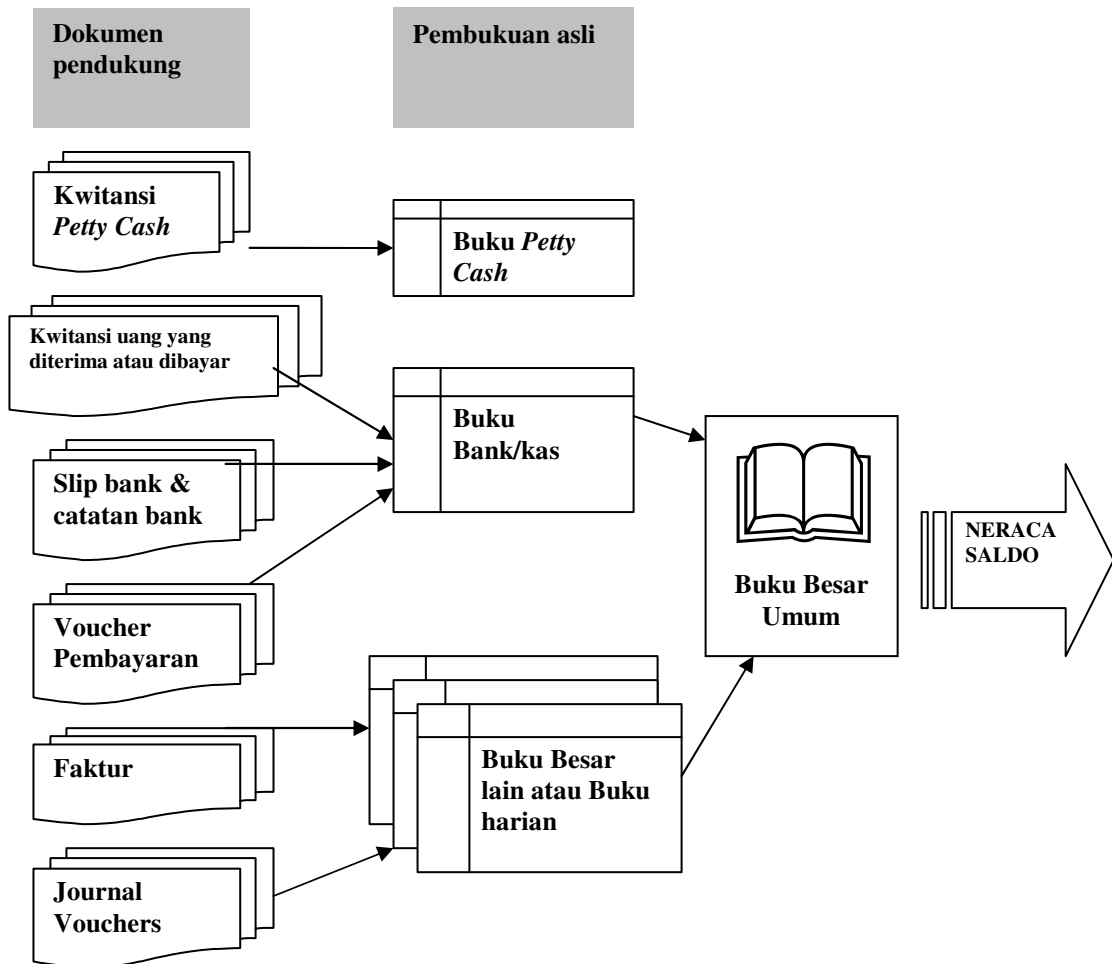 Dokumen
pendukung
Pembukuan asli
Kwitansi
Petty Cash
Buku Petty
Cash
Kwitansi uang yang
diterima atau dibayar
Buku
Bank/kas
Slip bank &
catatan bank
NERACA
SALDO
Buku Besar
Umum
Voucher
Pembayaran
Faktur
Buku Besar
lain atau Buku
harian
Journal
Vouchers